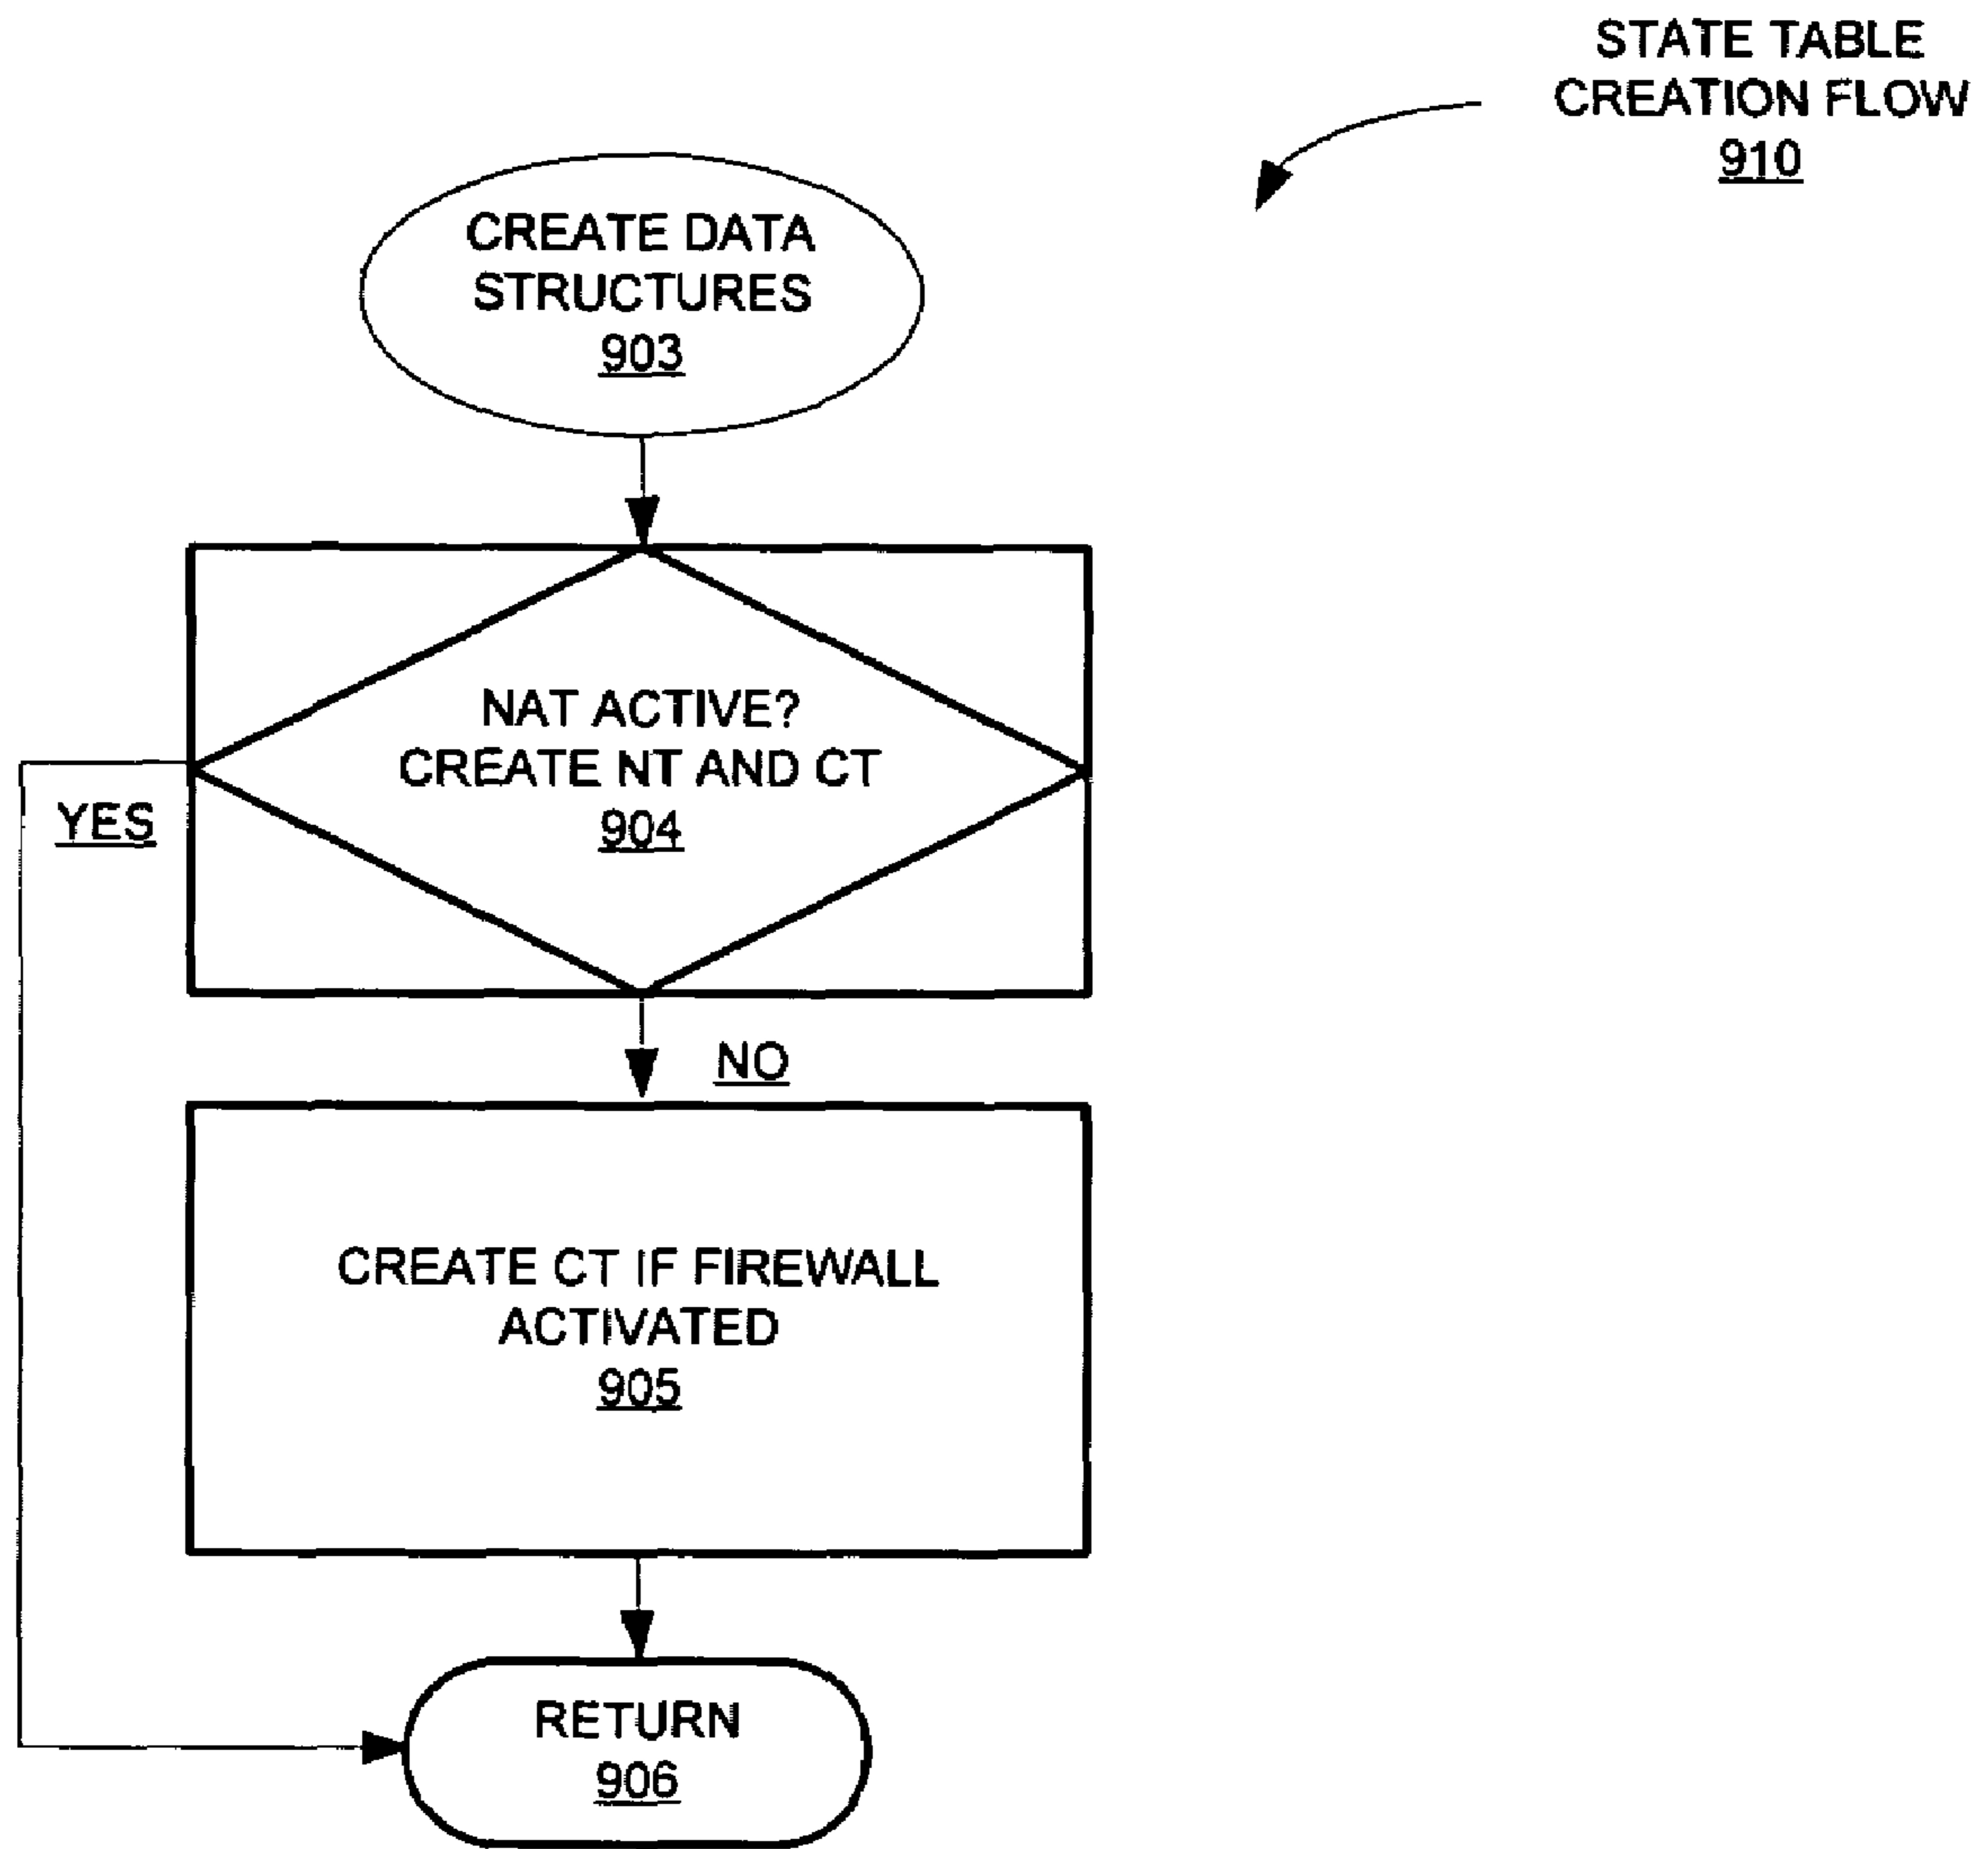 STATE TABLE
CREATION FLOW
910
CREATE DATA
STRUCTURES
903
NAT ACTIVE?
CREATE NT AND CT
904
YES
NO
CREATE CT IF FIREWALL
ACTIVATED
905
RETURN
906